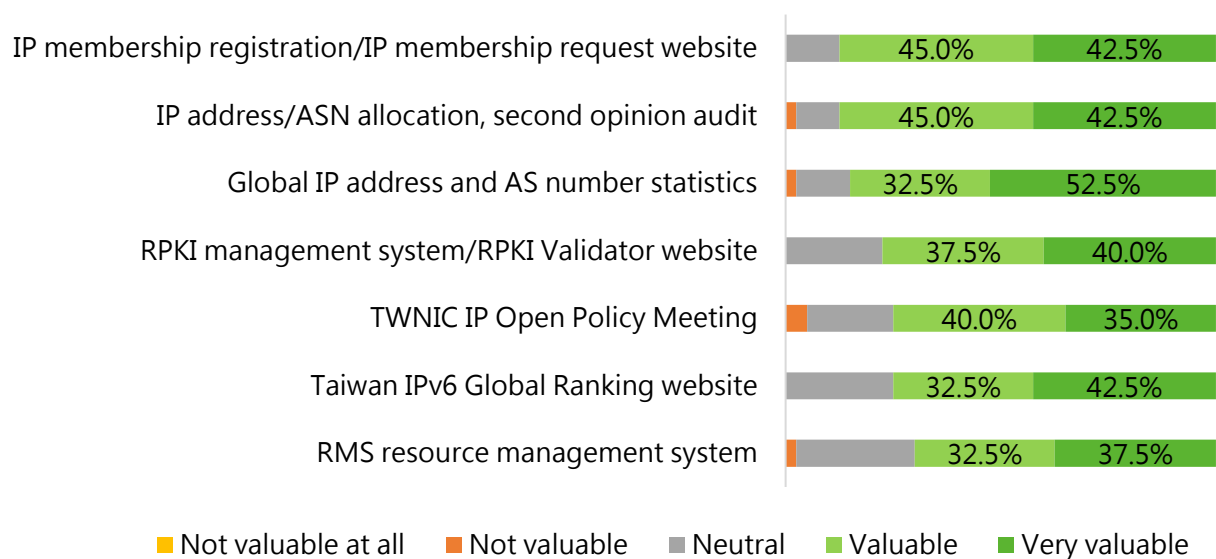 IP membership registration/IP membership request website 45.0% 42.5%
IP address/ASN allocation, second opinion audit 45.0% 42.5%
Global IP address and AS number statistics 32.5% 52.5%
RPKI management system/RPKI Validator website 37.5% 40.0%
TWNIC IP Open Policy Meeting 40.0% 35.0%
Taiwan IPv6 Global Ranking website 32.5% 42.5%
RMS resource management system 32.5% 37.5%
Not valuable at all Not valuable Neutral Valuable Very valuable